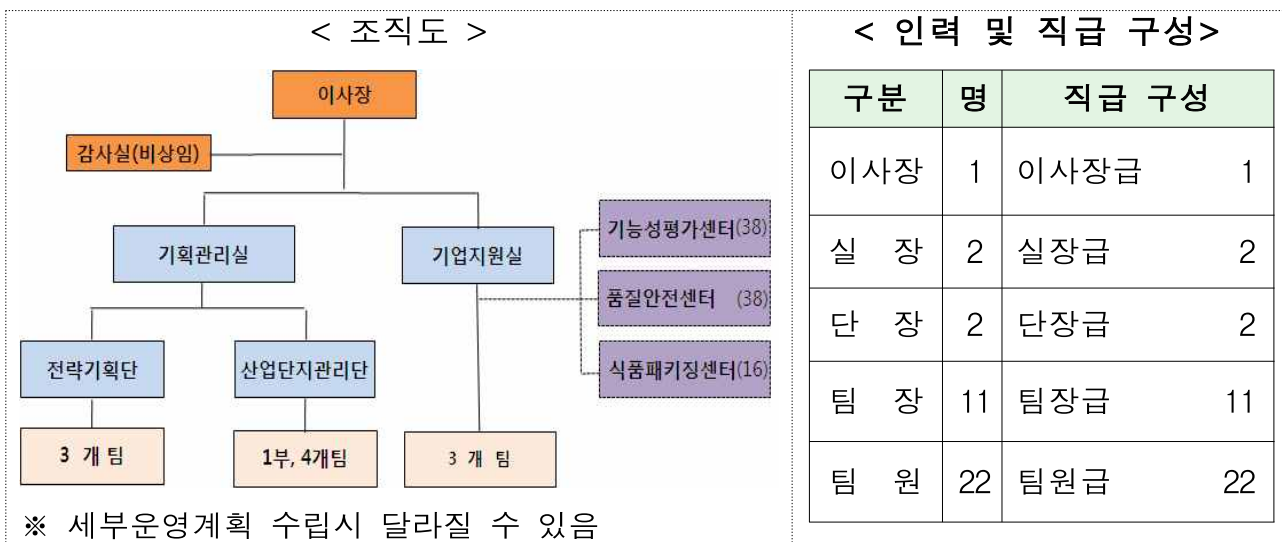 < 조직도 >
이사장
감사실(비상임)
기획관리실
기업지원실
기능성평가센터(38)
품질안전센터 (38)
식품패키징센터(16)
전략기획단
산업단지관리단
3 개 팀
1부, 4개팀
3 개 팀
※ 세부운영계획 수립시 달라질 수 있음
< 인력 및 직급 구성>
구분 명 직급 구성
이사장 1 이사장급 1
실 장 2 실장급 2
단 장 2 단장급 2
팀 장 11 팀장급 11
팀 원 22 팀원급 22